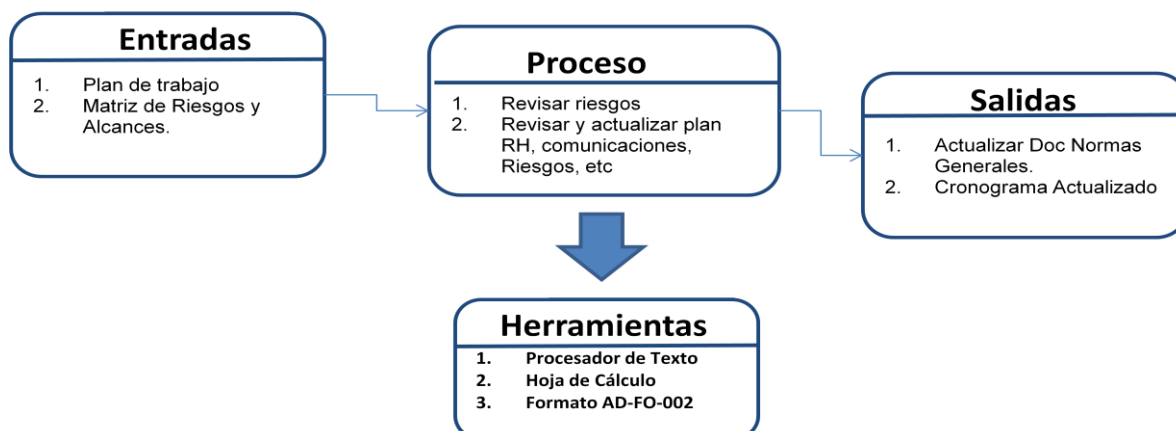 Entradas
1. Plan de trabajo
2. Matriz de Riesgos y
Alcances.
Proceso
1. Revisar riesgos
2. Revisar y actualizar plan
RH, comunicaciones,
Riesgos, etc
Salidas
1. Actualizar Doc Normas
Generales.
2. Cronograma Actualizado
Herramientas
1. Procesador de Texto
2. Hoja de Cálculo
3. Formato AD-FO-002